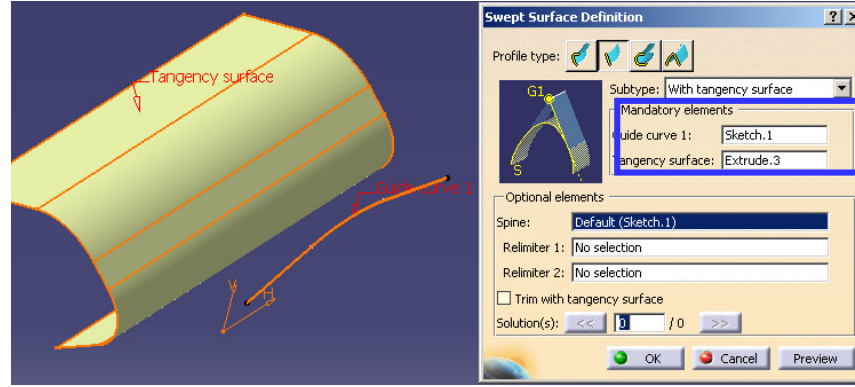 Tangency surface
Guide curve 1
V
H
Swept Surface Definition
?
Profile type:
G1
S
Subtype: With tangency surface
Mandatory elements
Guide curve 1: Sketch.1
Tangency surface: Extrude.3
Optional elements
Spine: Default (Sketch.1)
Relimiter 1: No selection
Relimiter 2: No selection
Trim with tangency surface
Solution(s): << 0 / 0 >>
OK Cancel Preview